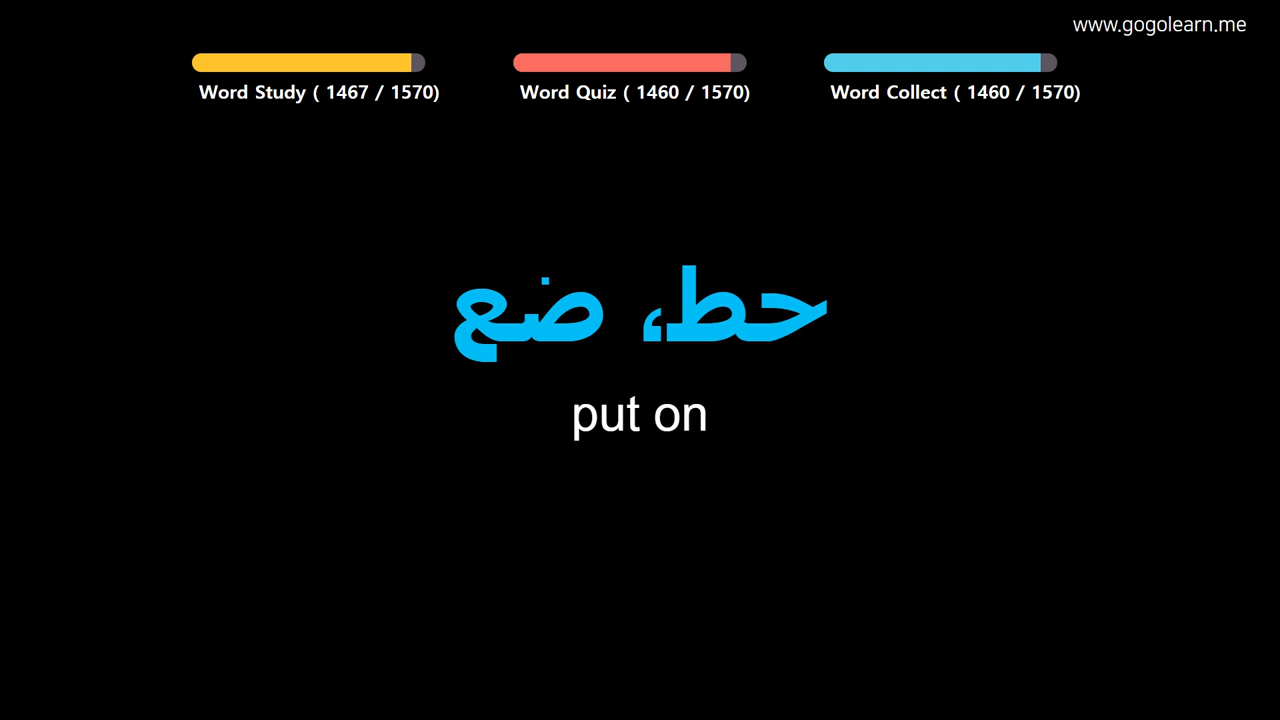 www.gogolearn.me
Word Study ( 1467 / 1570)
Word Quiz ( 1460 / 1570)
Word Collect ( 1460 / 1570)
حط، ضع
put on